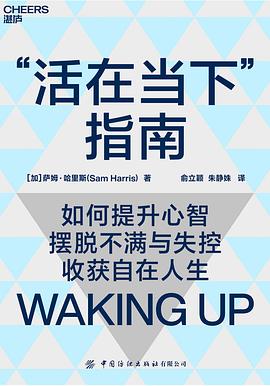 CHEERS
湛庐
“活在当下”
指南
[加]萨姆·哈里斯(Sam Harris) 著
俞立颖 朱静姝 译
如何提升心智
摆脱不满与失控
收获自在人生
WAKING UP
中国纺织出版社有限公司